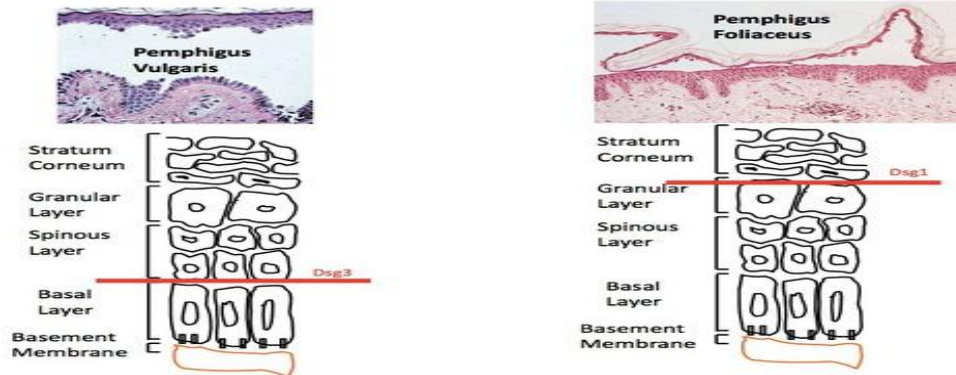 Pemphigus
Vulgaris
Stratum
Corneum
Granular
Layer
Spinous
Layer
Dsg3
Basal
Layer
Basement
Membrane
Pemphigus
Foliaceus
Stratum
Corneum
Dsg1
Granular
Layer
Spinous
Layer
Basal
Layer
Basement
Membrane